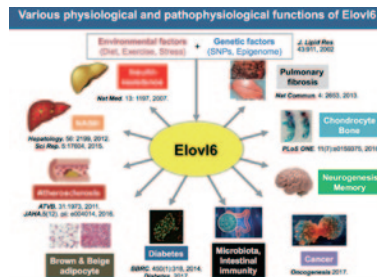 Various physiological and pathophysiological functions of Elovl6
Environmental factors
(Diet, Exercise, Stress)
+
Genetic factors
(SNPs, Epigenome)
J. Lipid Res
43:911, 2002
Insulin
resistance
Nat Med. 13: 1197, 2007.
Pulmonary
fibrosis
Nat Commun. 4: 2563, 2013.
NASH
Hepatology. 56: 2199, 2012.
Sci Rep. 5:17604, 2015.
Chondrocyte
Bone
PLoS ONE. 11(7):e0159375, 2016
Elovl6
Atherosclerosis
ATVB. 31:1973, 2011.
JAHA.5(12). pii: e004014, 2016.
Neurogenesis
Memory
Brown & Beige
adipocyte
Diabetes
BBRC. 450(1):318, 2014
Diabetes. 2017.
Microbiota,
Intestinal
immunity
Cancer
Oncogenesis 2017.